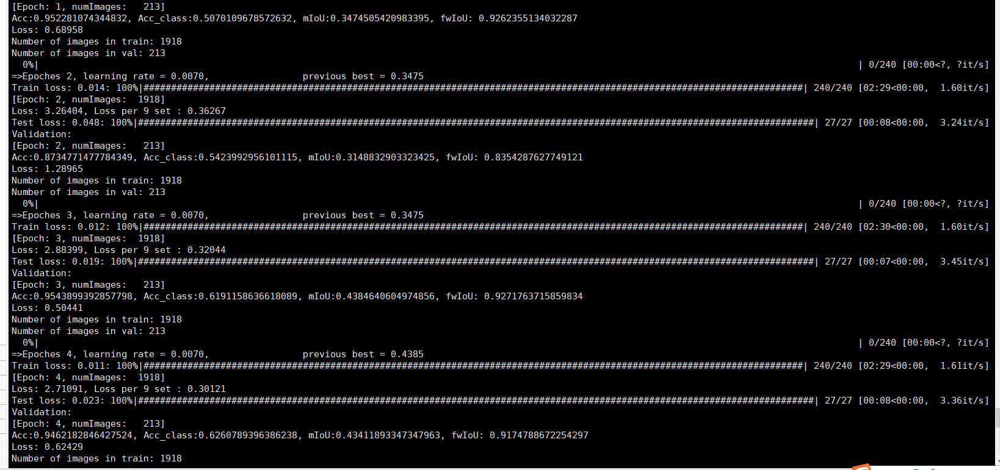 [Epoch: 1, numImages:   213]
Acc:0.952281074344832, Acc_class:0.5070109678572632, mIoU:0.3474505420983395, fwIoU: 0.9262355134032287
Loss: 0.68958
Number of images in train: 1918
Number of images in val: 213
  0%|                                                                    | 0/240 [00:00<?, ?it/s]
=>Epoches 2, learning rate = 0.0070,                 previous best = 0.3475
Train loss: 0.014: 100%|########################################################################################################################| 240/240 [02:29<00:00,  1.60it/s]
[Epoch: 2, numImages:  1918]
Loss: 3.26404, Loss per 9 set : 0.36267
Test loss: 0.048: 100%|###########################################################################################################################| 27/27 [00:08<00:00,  3.24it/s]
Validation:
[Epoch: 2, numImages:   213]
Acc:0.8734771477784349, Acc_class:0.5423992956101115, mIoU:0.3148832903323425, fwIoU: 0.8354287627749121
Loss: 1.28965
Number of images in train: 1918
Number of images in val: 213
  0%|                                                                    | 0/240 [00:00<?, ?it/s]
=>Epoches 3, learning rate = 0.0070,                 previous best = 0.3475
Train loss: 0.012: 100%|########################################################################################################################| 240/240 [02:30<00:00,  1.60it/s]
[Epoch: 3, numImages:  1918]
Loss: 2.88399, Loss per 9 set : 0.32044
Test loss: 0.019: 100%|###########################################################################################################################| 27/27 [00:07<00:00,  3.45it/s]
Validation:
[Epoch: 3, numImages:   213]
Acc:0.9543899392857798, Acc_class:0.6191158636618089, mIoU:0.4384640604974856, fwIoU: 0.9271763715859834
Loss: 0.50441
Number of images in train: 1918
Number of images in val: 213
  0%|                                                                    | 0/240 [00:00<?, ?it/s]
=>Epoches 4, learning rate = 0.0070,                 previous best = 0.4385
Train loss: 0.011: 100%|########################################################################################################################| 240/240 [02:29<00:00,  1.61it/s]
[Epoch: 4, numImages:  1918]
Loss: 2.71091, Loss per 9 set : 0.30121
Test loss: 0.023: 100%|###########################################################################################################################| 27/27 [00:08<00:00,  3.36it/s]
Validation:
[Epoch: 4, numImages:   213]
Acc:0.9462182846427524, Acc_class:0.6260789396386238, mIoU:0.43411893347347963, fwIoU: 0.9174788672254297
Loss: 0.62429
Number of images in train: 1918